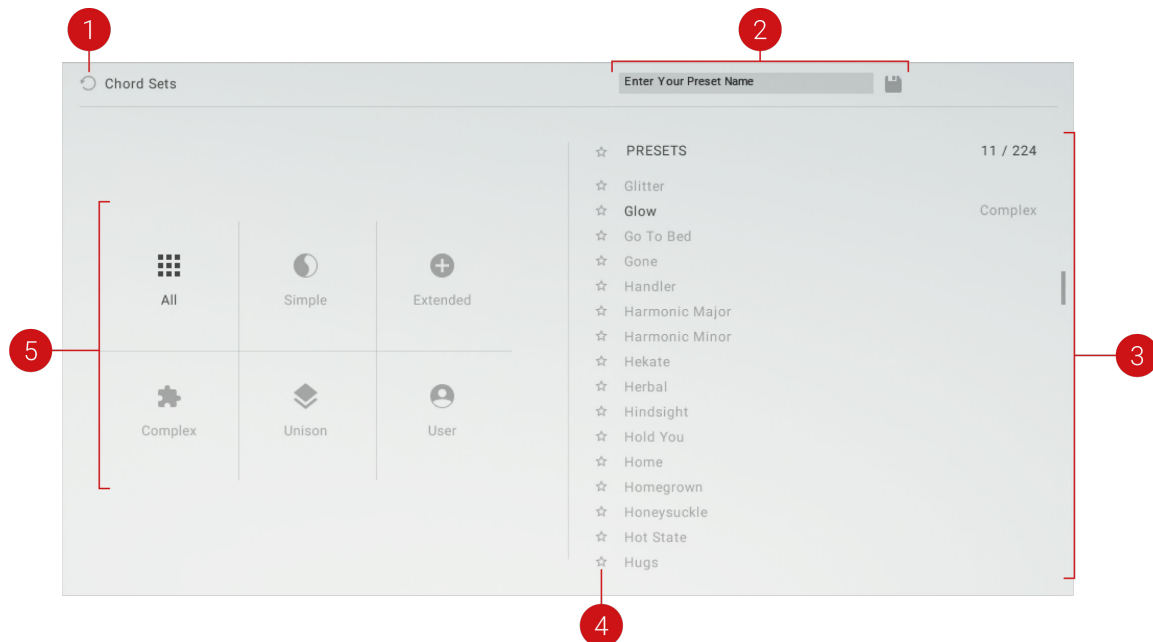 1
2
Chord Sets
Enter Your Preset Name
PRESETS 11 / 224
Glitter
Glow Complex
Go To Bed
Gone
Handler
Harmonic Major
Harmonic Minor
Hekate
Herbal
Hindsight
Hold You
Home
Homegrown
Honeysuckle
Hot State
Hugs
3
4
5
All Simple Extended
Complex Unison User